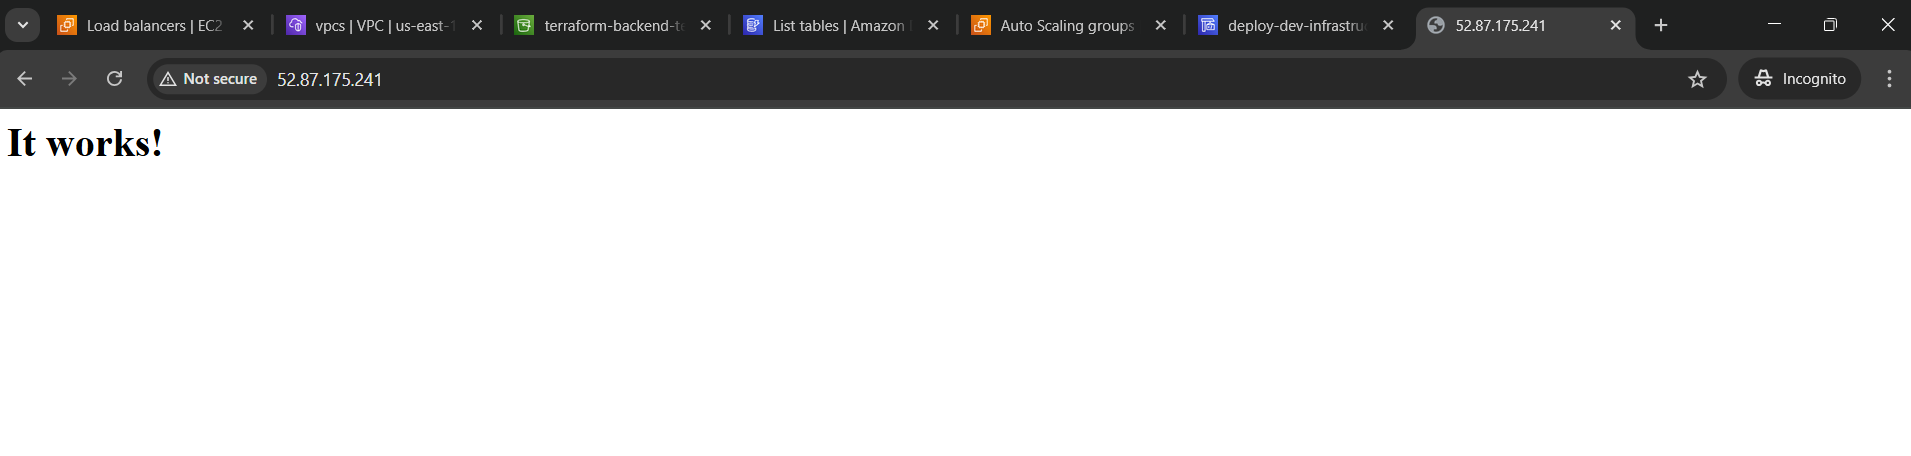 Load balancers | EC2
vpcs | VPC | us-east-1
terraform-backend-te
List tables | Amazon
Auto Scaling groups
deploy-dev-infrastru
52.87.175.241
Not secure
52.87.175.241
Incognito
It works!